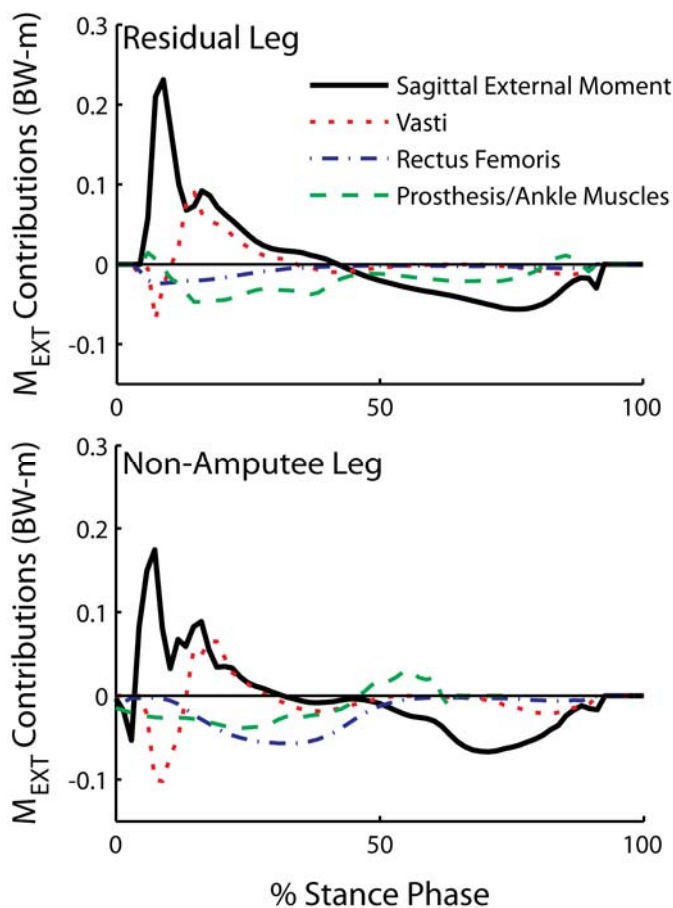 Residual Leg
Sagittal External Moment
Vasti
Rectus Femoris
Prosthesis/Ankle Muscles
M_EXT Contributions (BW-m)
0.3
0.2
0.1
0
-0.1
0
50
100
Non-Amputee Leg
M_EXT Contributions (BW-m)
0.3
0.2
0.1
0
-0.1
0
50
100
% Stance Phase